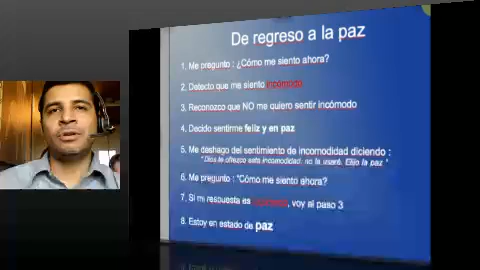 De regreso a la paz
1. Me pregunto : ¿Cómo me siento ahora?
2. Detecto que me siento incómodo
3. Reconozco que NO me quiero sentir incómodo
4. Decido sentirme feliz y en paz
5. Me deshago del sentimiento de incomodidad diciendo :
"Dios te ofrezco esta incomodidad, no la usaré. Elijo la paz "
6. Me pregunto : "Cómo me siento ahora?
7. Sí mi respuesta es incómodo, voy al paso 3
8. Estoy en estado de paz